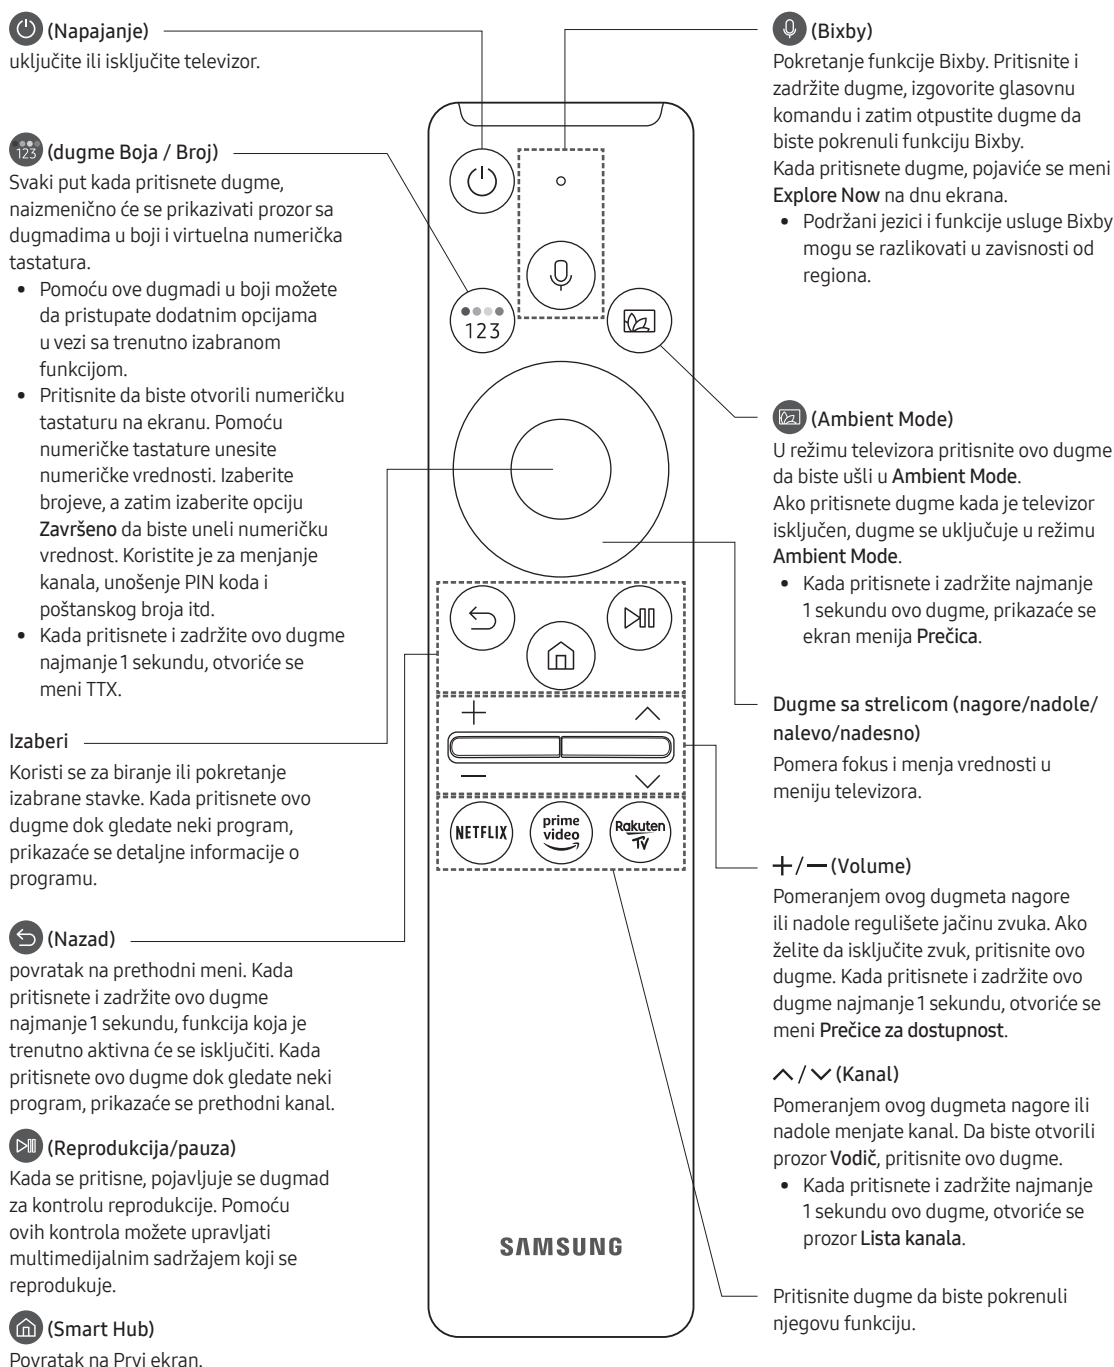 (Napajanje)
uključite ili isključite televizor.
123 (dugme Boja / Broj)
Svaki put kada pritisnete dugme,
naizmenično će se prikazivati prozor sa
dugmadima u boji i virtuelna numerička
tastatura.
• Pomoću ove dugmadi u boji možete
da pristupate dodatnim opcijama
u vezi sa trenutno izabranom
funkcijom.
• Pritisnite da biste otvorili numeričku
tastaturu na ekranu. Pomoću
numeričke tastature unesite
numeričke vrednosti. Izaberite
brojeve, a zatim izaberite opciju
Završeno da biste uneli numeričku
vrednost. Koristite je za menjanje
kanala, unošenje PIN koda i
poštanskog broja itd.
• Kada pritisnete i zadržite ovo dugme
najmanje 1 sekundu, otvoriće se
meni TTX.
Izaberi
Koristi se za biranje ili pokretanje
izabrane stavke. Kada pritisnete ovo
dugme dok gledate neki program,
prikazaće se detaljne informacije o
programu.
(Nazad)
povratak na prethodni meni. Kada
pritisnete i zadržite ovo dugme
najmanje 1 sekundu, funkcija koja je
trenutno aktivna će se isključiti. Kada
pritisnete ovo dugme dok gledate neki
program, prikazaće se prethodni kanal.
(Reprodukcija/pauza)
Kada se pritisne, pojavljuje se dugmad
za kontrolu reprodukcije. Pomoću
ovih kontrola možete upravljati
multimedijalnim sadržajem koji se
reprodukuje.
(Smart Hub)
Povratak na Prvi ekran.
123
NETFLIX
prime
video
Rakuten
TV
SAMSUNG
(Bixby)
Pokretanje funkcije Bixby. Pritisnite i
zadržite dugme, izgovorite glasovnu
komandu i zatim otpustite dugme da
biste pokrenuli funkciju Bixby.
Kada pritisnete dugme, pojaviće se meni
Explore Now na dnu ekrana.
• Podržani jezici i funkcije usluge Bixby
mogu se razlikovati u zavisnosti od
regiona.
(Ambient Mode)
U režimu televizora pritisnite ovo dugme
da biste ušli u Ambient Mode.
Ako pritisnete dugme kada je televizor
isključen, dugme se uključuje u režimu
Ambient Mode.
• Kada pritisnete i zadržite najmanje
1 sekundu ovo dugme, prikazaće se
ekran menija Prečica.
Dugme sa strelicom (nagore/nadole/
nalevo/nadesno)
Pomera fokus i menja vrednosti u
meniju televizora.
+/− (Volume)
Pomeranjem ovog dugmeta nagore
ili nadole regulišete jačinu zvuka. Ako
želite da isključite zvuk, pritisnite ovo
dugme. Kada pritisnete i zadržite ovo
dugme najmanje 1 sekundu, otvoriće se
meni Prečice za dostupnost.
/ (Kanal)
Pomeranjem ovog dugmeta nagore ili
nadole menjate kanal. Da biste otvorili
prozor Vodič, pritisnite ovo dugme.
• Kada pritisnete i zadržite najmanje
1 sekundu ovo dugme, otvoriće se
prozor Lista kanala.
Pritisnite dugme da biste pokrenuli
njegovu funkciju.